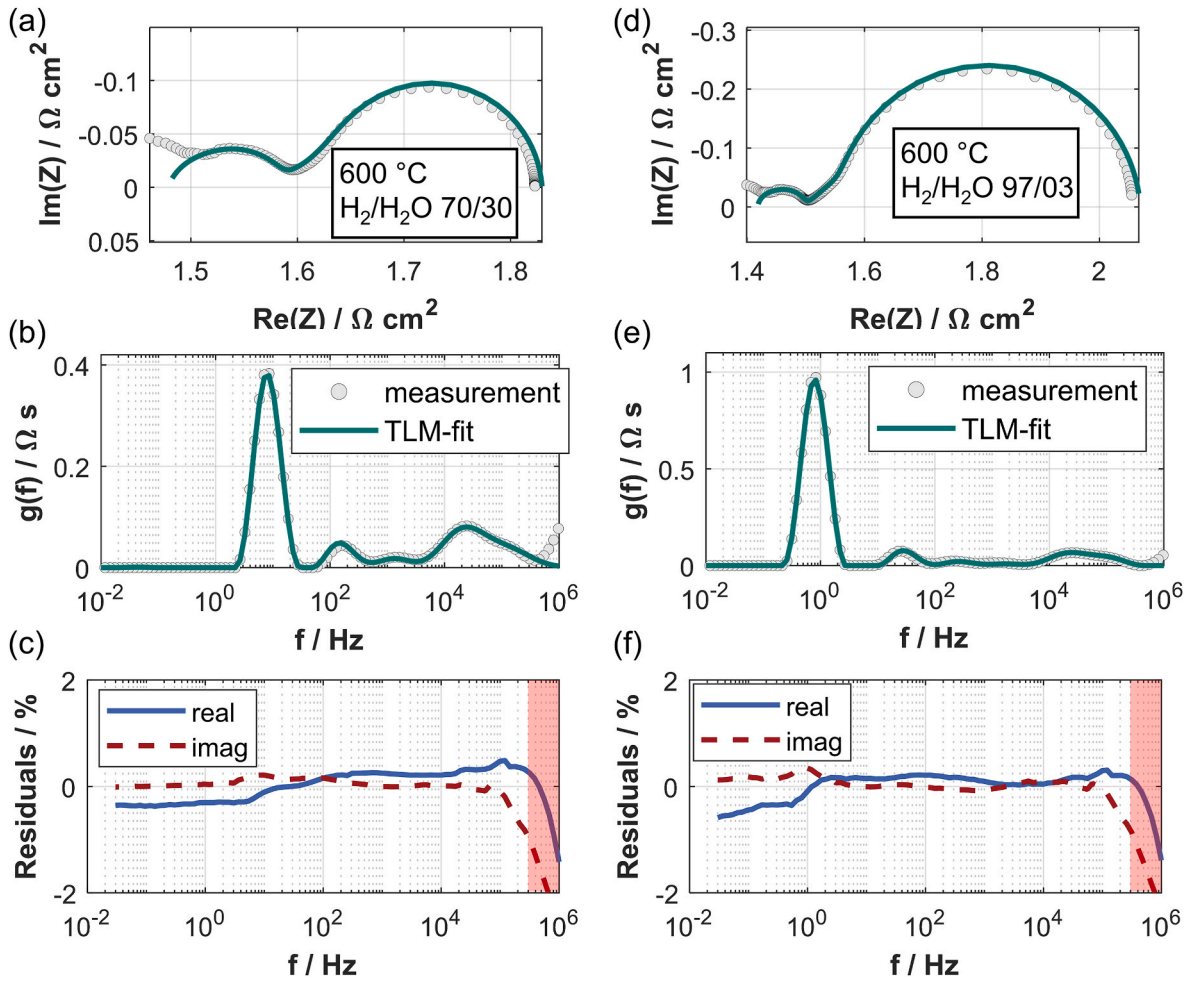 (a)
Im(Z) / Ω cm²
-0.1
-0.05
0
0.05
600 °C
H₂/H₂O 70/30
1.5
1.6
1.7
1.8
Re(Z) / Ω cm²
(d)
Im(Z) / Ω cm²
-0.3
-0.2
-0.1
0
600 °C
H₂/H₂O 97/03
1.4
1.6
1.8
2
Re(Z) / Ω cm²
(b)
g(f) / Ω s
0.4
0.2
0
measurement
TLM-fit
10⁻²
10⁰
10²
10⁴
10⁶
f / Hz
(e)
g(f) / Ω s
1
0.5
0
measurement
TLM-fit
10⁻²
10⁰
10²
10⁴
10⁶
f / Hz
(c)
Residuals / %
2
0
-2
real
imag
10⁻²
10⁰
10²
10⁴
10⁶
f / Hz
(f)
Residuals / %
2
0
-2
real
imag
10⁻²
10⁰
10²
10⁴
10⁶
f / Hz